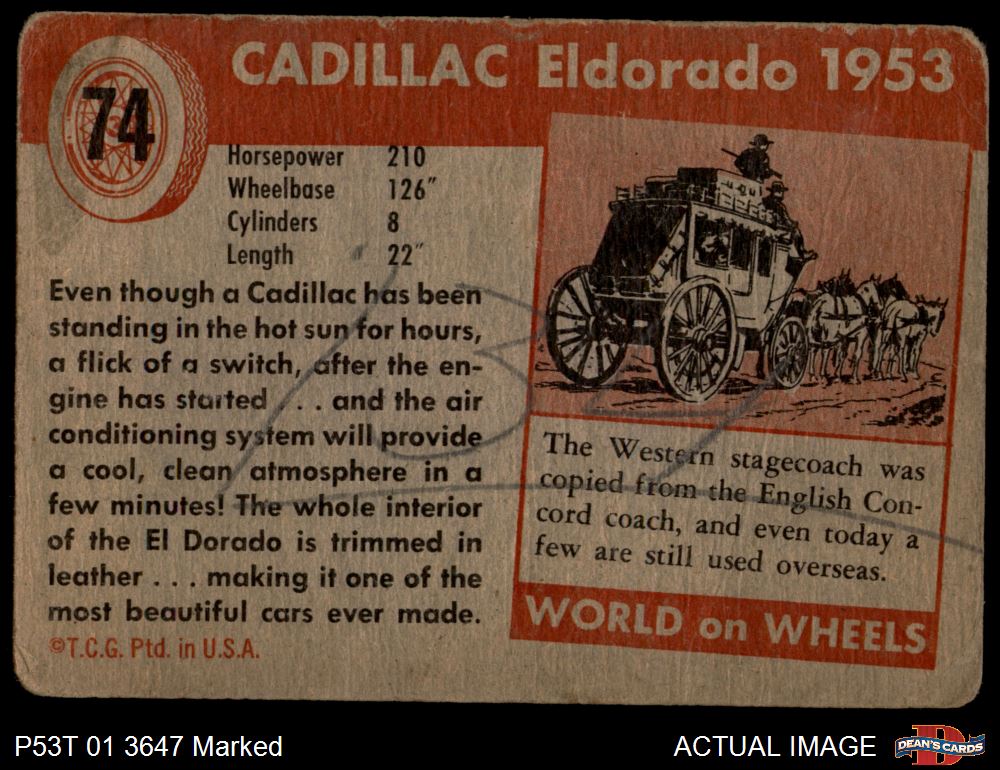 74
CADILLAC Eldorado 1953
Horsepower 210
Wheelbase 126"
Cylinders 8
Length 22"
Even though a Cadillac has been
standing in the hot sun for hours,
a flick of a switch, after the en-
gine has started . . . and the air
conditioning system will provide
a cool, clean atmosphere in a
few minutes! The whole interior
of the El Dorado is trimmed in
leather . . . making it one of the
most beautiful cars ever made.
©T.C.G. Ptd. in U.S.A.
The Western stagecoach was
copied from the English Con-
cord coach, and even today a
few are still used overseas.
WORLD on WHEELS
P53T 01 3647 Marked
ACTUAL IMAGE
DEAN'S CARDS